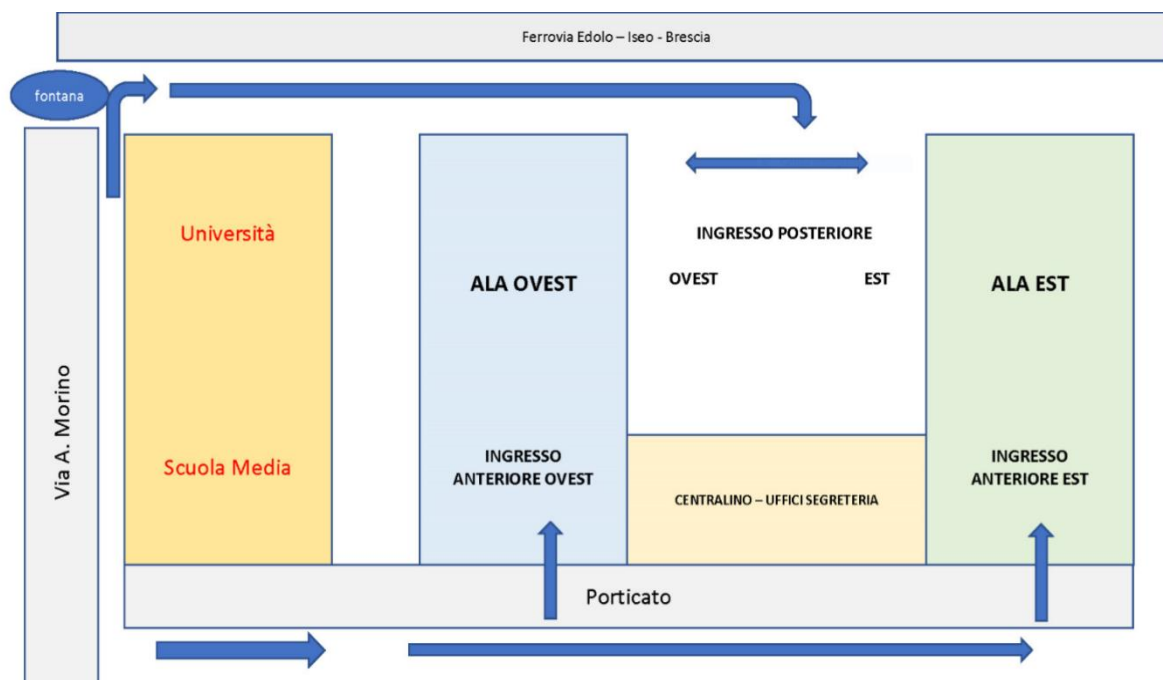 Ferrovia Edolo – Iseo - Brescia
fontana
Via A. Morino
Università
Scuola Media
ALA OVEST
INGRESSO
ANTERIORE OVEST
INGRESSO POSTERIORE
OVEST EST
CENTRALINO – UFFICI SEGRETERIA
ALA EST
INGRESSO
ANTERIORE EST
Porticato